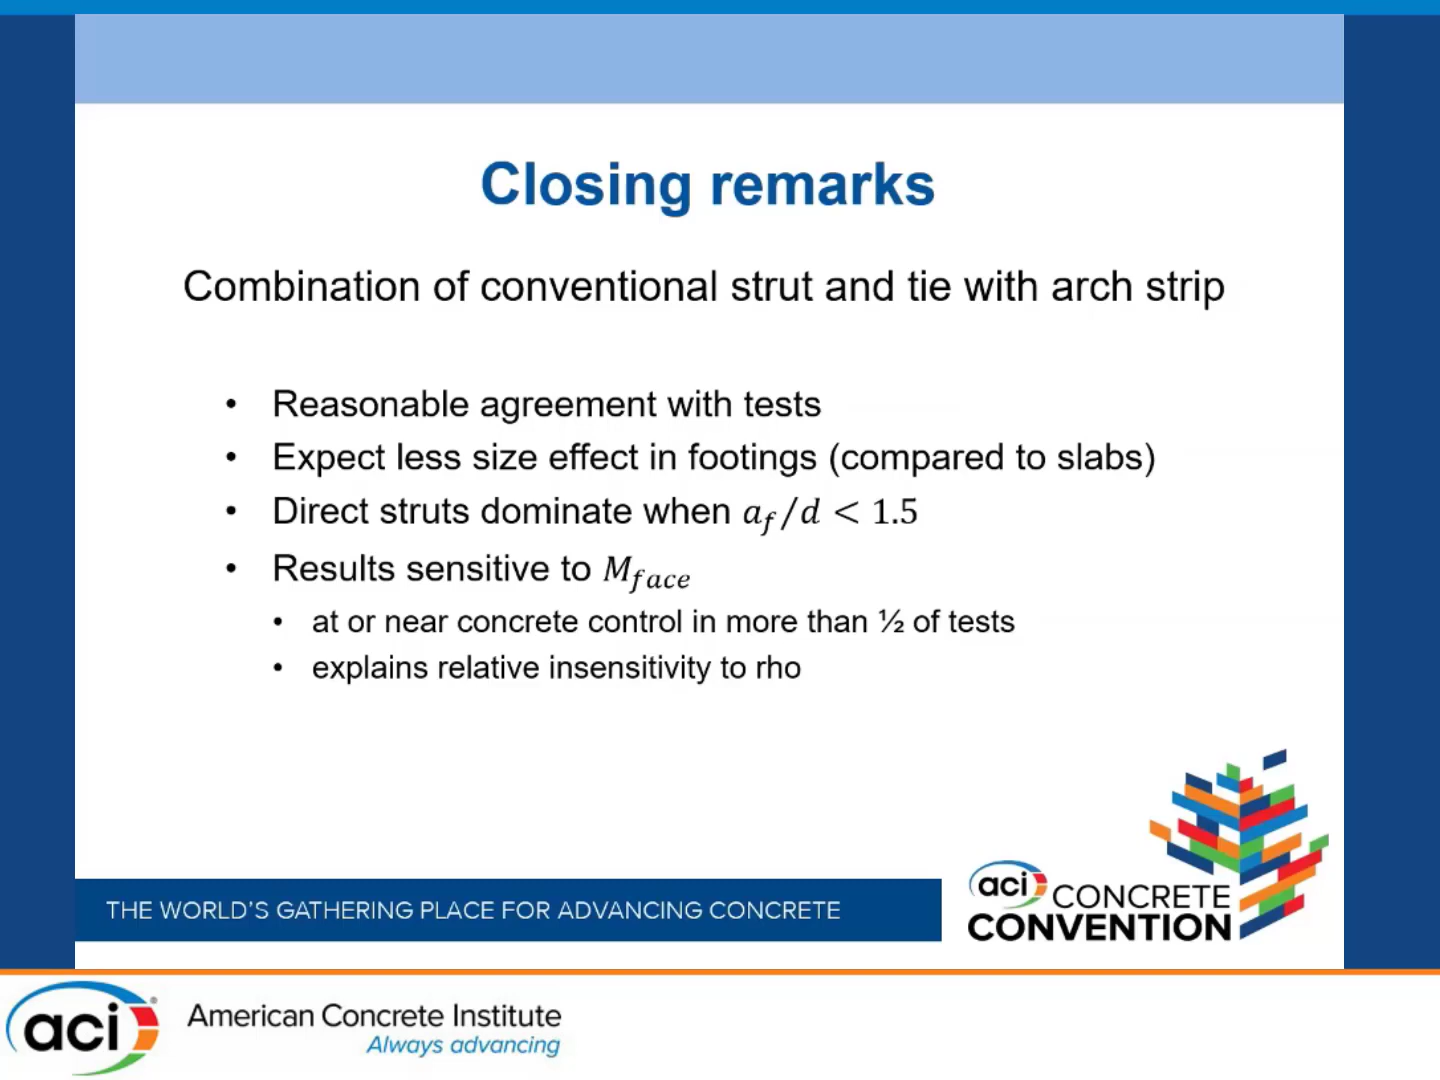 Closing remarks
Combination of conventional strut and tie with arch strip
• Reasonable agreement with tests
• Expect less size effect in footings (compared to slabs)
• Direct struts dominate when a_f/d < 1.5
• Results sensitive to M_face
• at or near concrete control in more than ½ of tests
• explains relative insensitivity to rho
THE WORLD'S GATHERING PLACE FOR ADVANCING CONCRETE
aci CONCRETE
CONVENTION
aci® American Concrete Institute
Always advancing